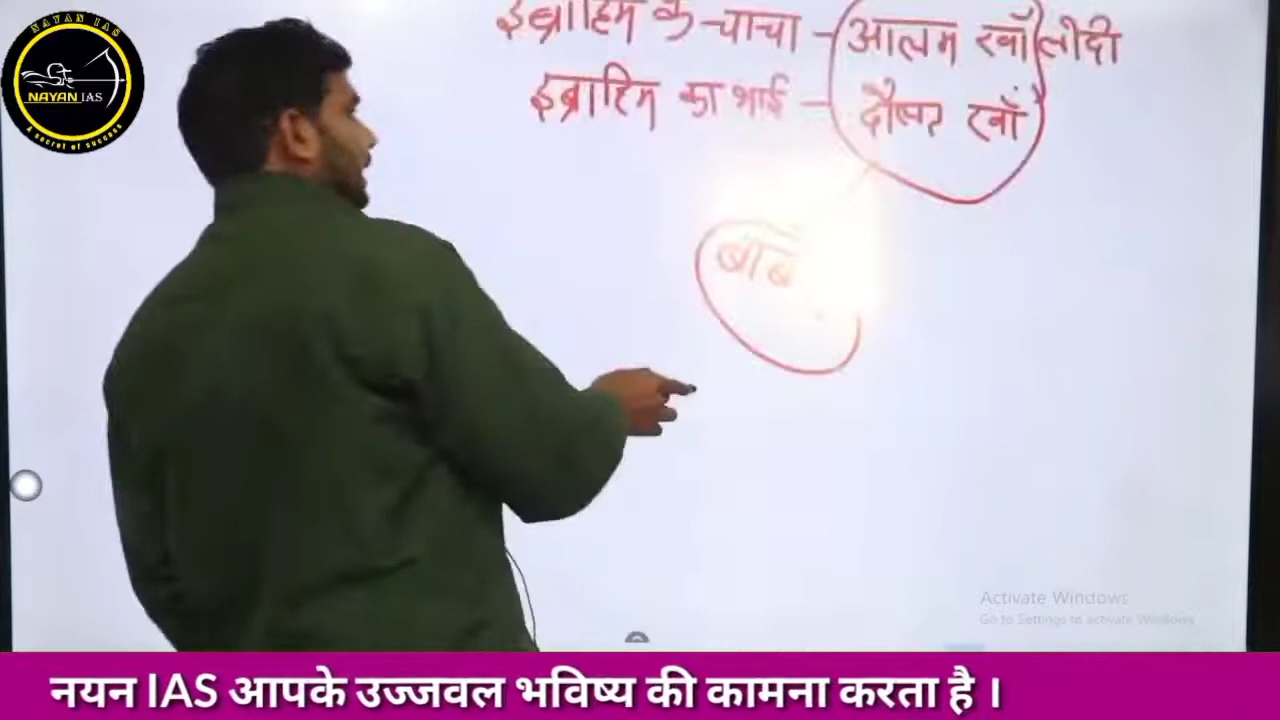 NAYAN IAS
NAYAN IAS
A secret of success
इब्राहिम के चाचा - आलम खाँ लोदी
इब्राहिम का भाई - खाँ
बाब
Activate Windows
Go to Settings to activate Windows
नयन IAS आपके उज्जवल भविष्य की कामना करता है ।